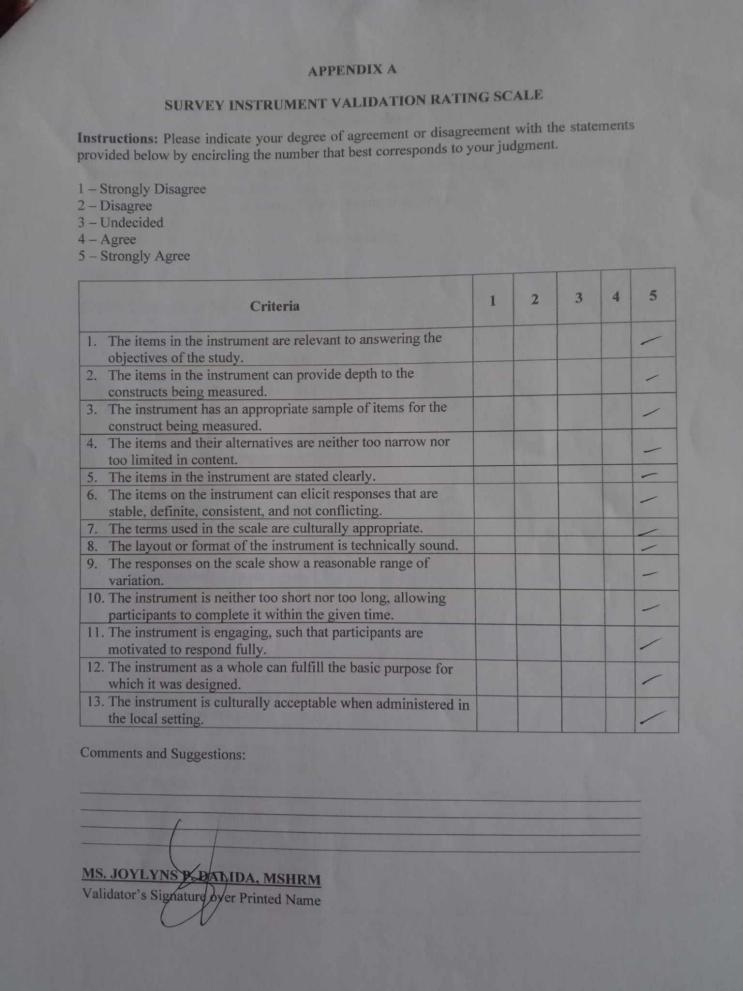 APPENDIX A
SURVEY INSTRUMENT VALIDATION RATING SCALE
Instructions: Please indicate your degree of agreement or disagreement with the statements
provided below by encircling the number that best corresponds to your judgment.
1 – Strongly Disagree
2 – Disagree
3 – Undecided
4 – Agree
5 – Strongly Agree
Criteria 1 2 3 4 5
1. The items in the instrument are relevant to answering the
objectives of the study.
2. The items in the instrument can provide depth to the
constructs being measured.
3. The instrument has an appropriate sample of items for the
construct being measured.
4. The items and their alternatives are neither too narrow nor
too limited in content.
5. The items in the instrument are stated clearly.
6. The items on the instrument can elicit responses that are
stable, definite, consistent, and not conflicting.
7. The terms used in the scale are culturally appropriate.
8. The layout or format of the instrument is technically sound.
9. The responses on the scale show a reasonable range of
variation.
10. The instrument is neither too short nor too long, allowing
participants to complete it within the given time.
11. The instrument is engaging, such that participants are
motivated to respond fully.
12. The instrument as a whole can fulfill the basic purpose for
which it was designed.
13. The instrument is culturally acceptable when administered in
the local setting.
Comments and Suggestions:
MS. JOYLYNS P. DALIDA, MSHRM
Validator's Signature over Printed Name